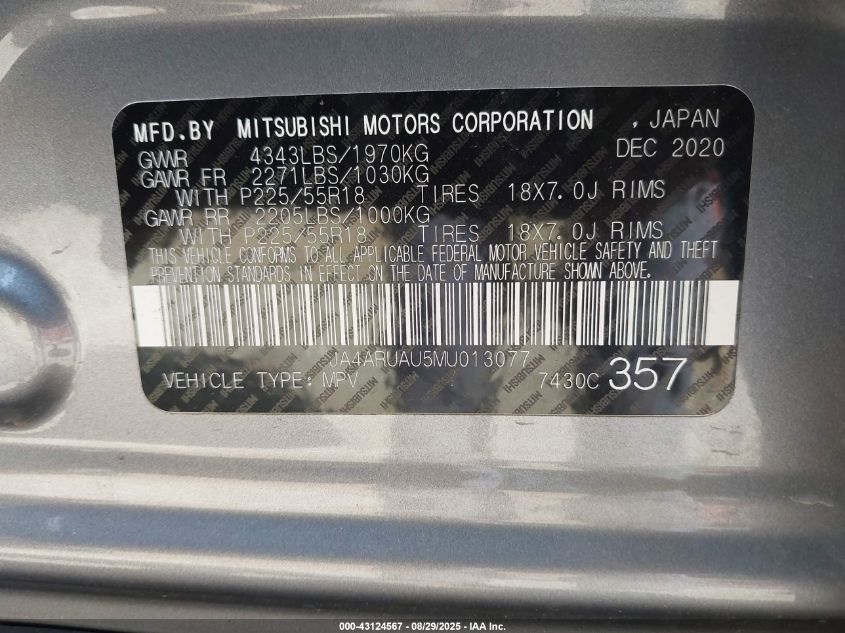 MFD.BY MITSUBISHI MOTORS CORPORATION , JAPAN
GVWR 4343LBS/1970KG DEC 2020
GAWR FR 2271LBS/1030KG
WITH P225/55R18 TIRES 18X7.0J RIMS
GAWR RR 2205LBS/1000KG
WITH P225/55R18 TIRES 18X7.0J RIMS
THIS VEHICLE CONFORMS TO ALL APPLICABLE FEDERAL MOTOR VEHICLE SAFETY AND THEFT
PREVENTION STANDARDS IN EFFECT ON THE DATE OF MANUFACTURE SHOWN ABOVE.
JA4ARUAU5MU013077
VEHICLE TYPE: MPV 7430C 357
000-43124567 - 08/29/2025 - IAA Inc.